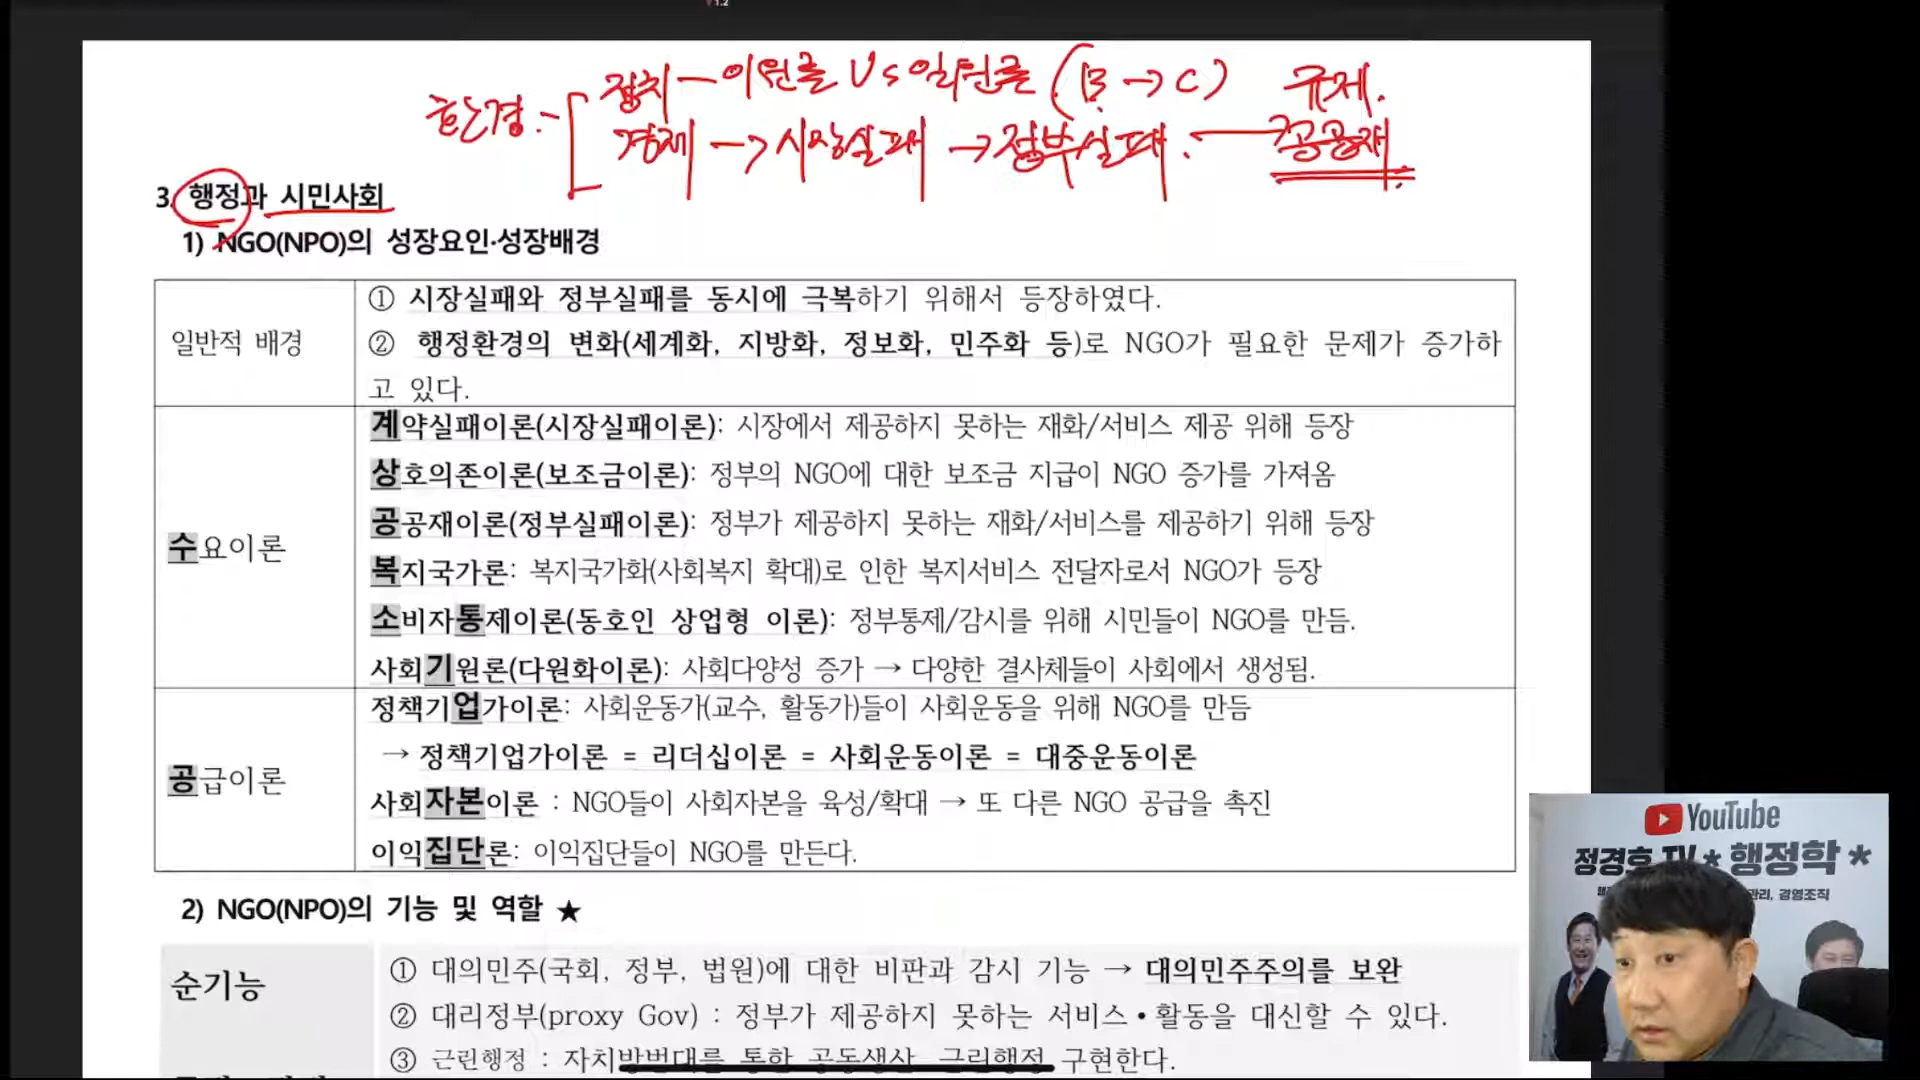 V1.2
환경 - 정치 - 이원론 Vs 일원론 (B → C) 규제.
경제 → 시장실패 → 정부실패. 공공재
3. 행정과 시민사회
1) NGO(NPO)의 성장요인·성장배경
일반적 배경
① 시장실패와 정부실패를 동시에 극복하기 위해서 등장하였다.
② 행정환경의 변화(세계화, 지방화, 정보화, 민주화 등)로 NGO가 필요한 문제가 증가하
고 있다.
수요이론
계약실패이론(시장실패이론): 시장에서 제공하지 못하는 재화/서비스 제공 위해 등장
상호의존이론(보조금이론): 정부의 NGO에 대한 보조금 지급이 NGO 증가를 가져옴
공공재이론(정부실패이론): 정부가 제공하지 못하는 재화/서비스를 제공하기 위해 등장
복지국가론: 복지국가화(사회복지 확대)로 인한 복지서비스 전달자로서 NGO가 등장
소비자통제이론(동호인 상업형 이론): 정부통제/감시를 위해 시민들이 NGO를 만듬.
사회기원론(다원화이론): 사회다양성 증가 → 다양한 결사체들이 사회에서 생성됨.
공급이론
정책기업가이론: 사회운동가(교수, 활동가)들이 사회운동을 위해 NGO를 만듬
→ 정책기업가이론 = 리더십이론 = 사회운동이론 = 대중운동이론
사회자본이론 : NGO들이 사회자본을 육성/확대 → 또 다른 NGO 공급을 촉진
이익집단론: 이익집단들이 NGO를 만든다.
2) NGO(NPO)의 기능 및 역할 ★
순기능
① 대의민주(국회, 정부, 법원)에 대한 비판과 감시 기능 → 대의민주주의를 보완
② 대리정부(proxy Gov) : 정부가 제공하지 못하는 서비스•활동을 대신할 수 있다.
③ 근린행정 : 자치방범대를 통한 공동생산, 근린행정 구현한다.
YouTube
정경호 TV * 행정학 *
관리, 경영조직